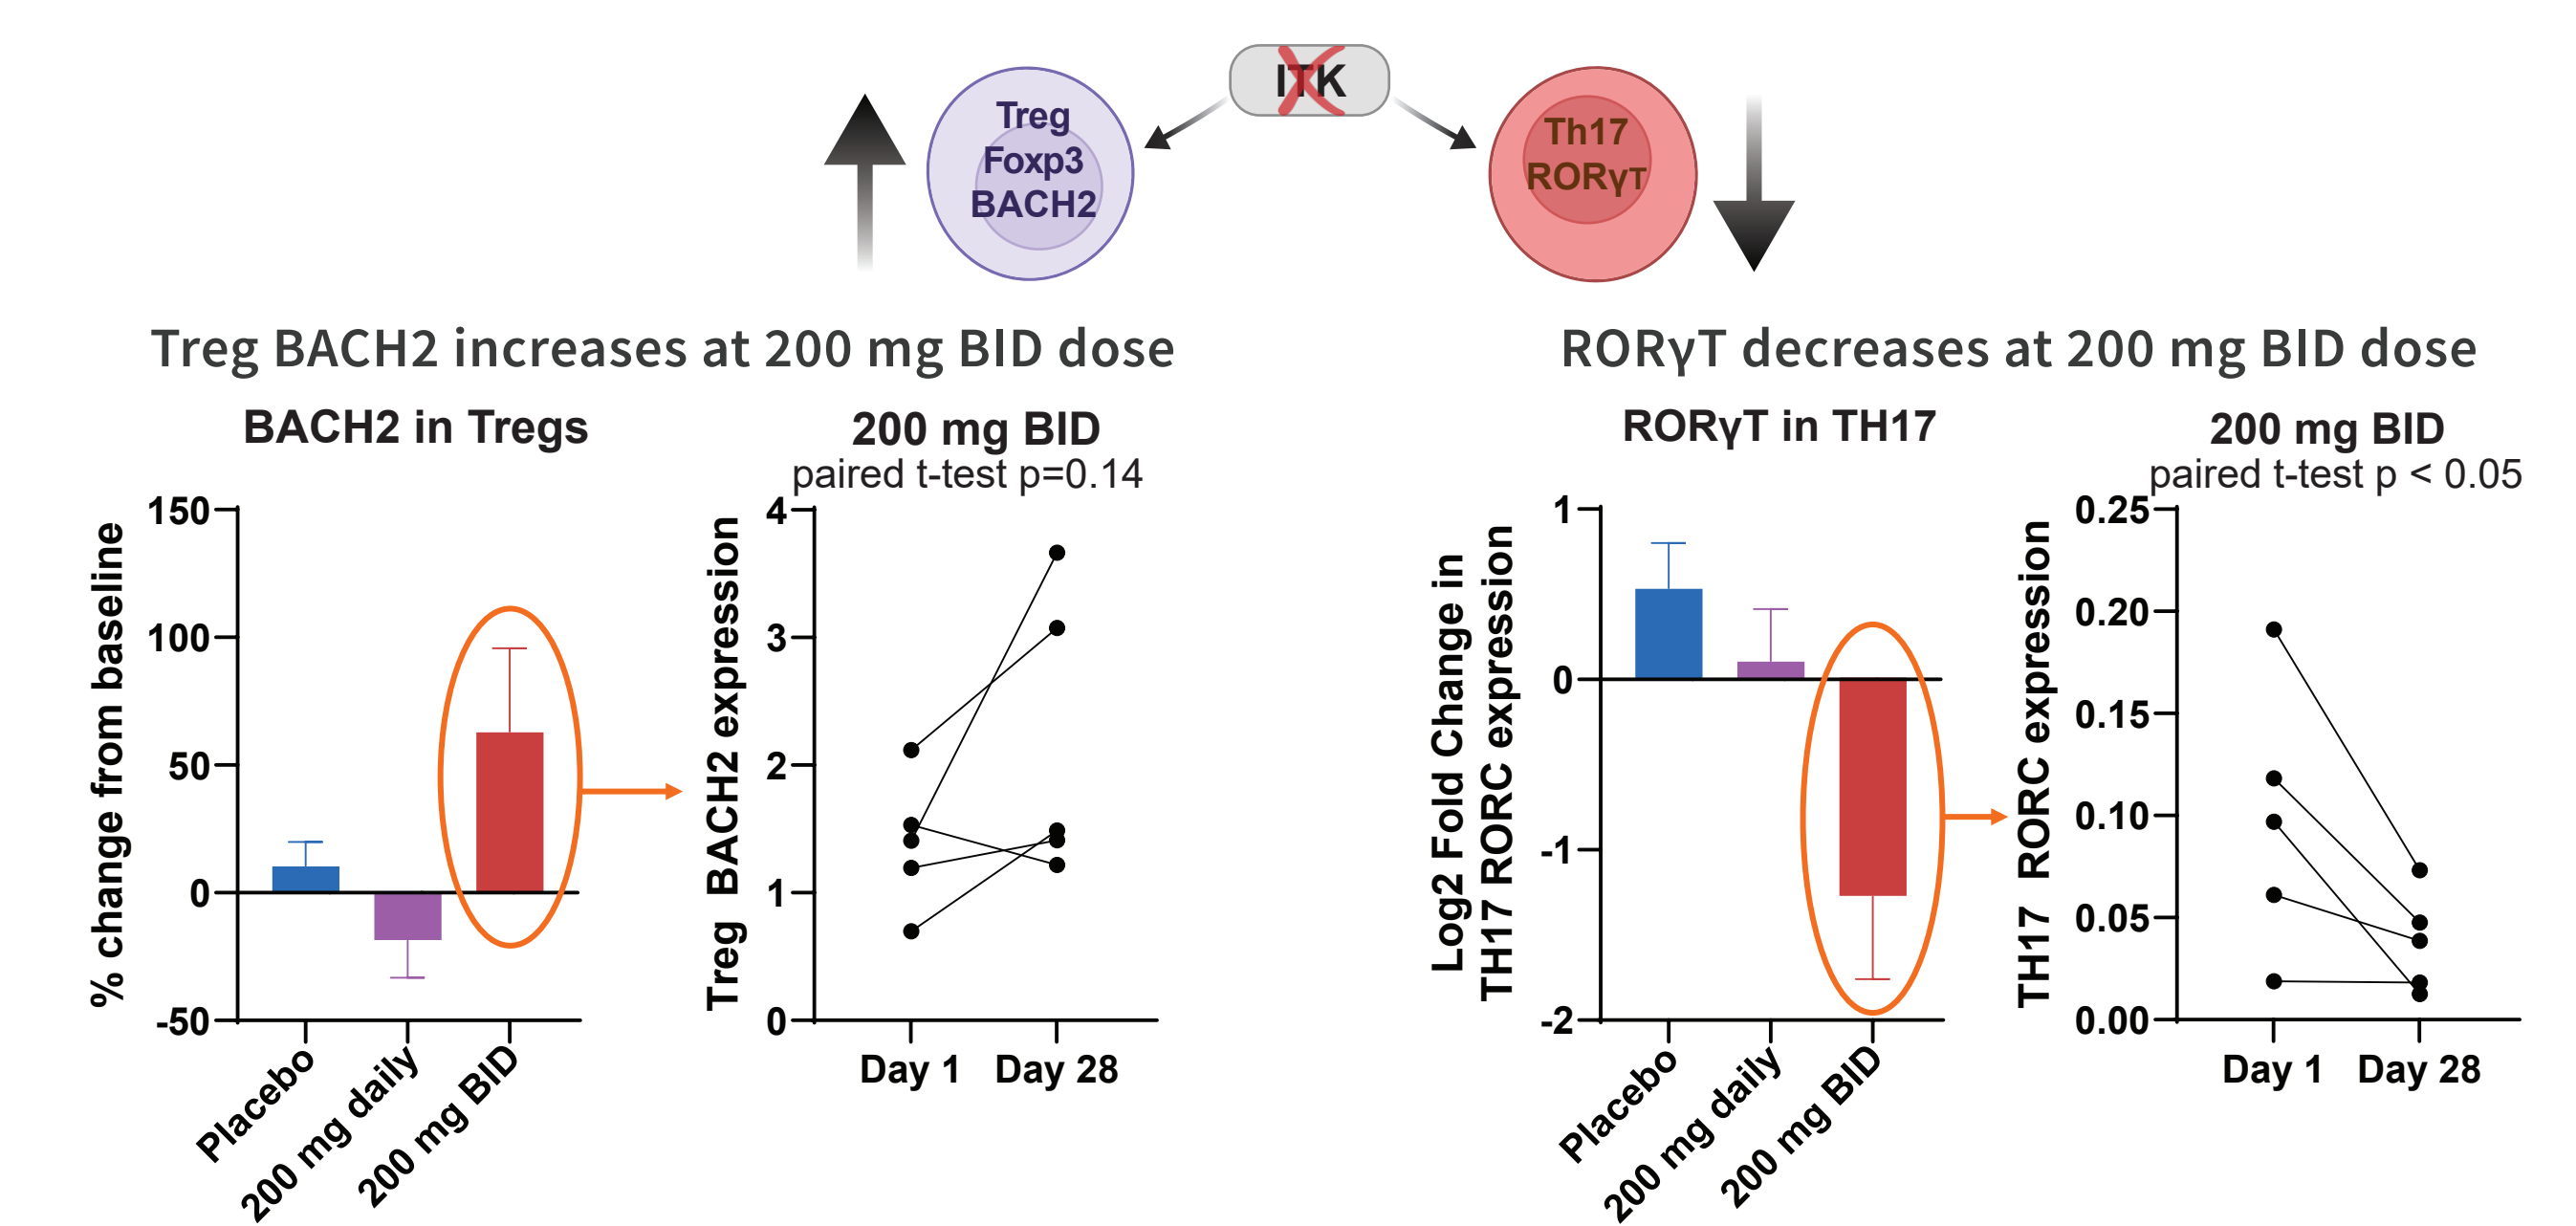 ITK
Treg
Foxp3
BACH2
Th17
RORγT
Treg BACH2 increases at 200 mg BID dose
BACH2 in Tregs
% change from baseline
150
100
50
0
-50
Placebo
200 mg daily
200 mg BID
200 mg BID
paired t-test p=0.14
Treg BACH2 expression
4
3
2
1
0
Day 1
Day 28
RORγT decreases at 200 mg BID dose
RORγT in TH17
Log2 Fold Change in
TH17 RORC expression
1
0
-1
-2
Placebo
200 mg daily
200 mg BID
200 mg BID
paired t-test p < 0.05
TH17 RORC expression
0.25
0.20
0.15
0.10
0.05
0.00
Day 1
Day 28